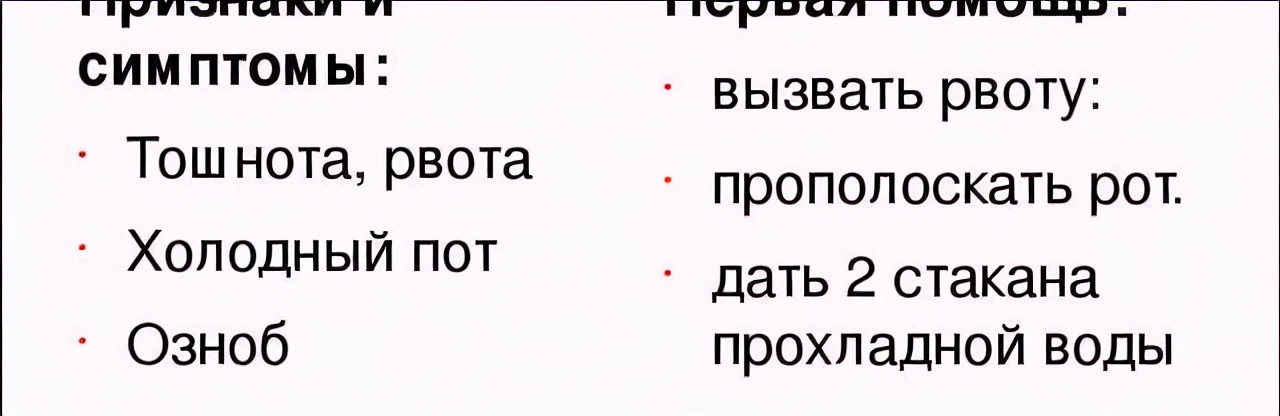 Признаки и
симптомы:
Тошнота, рвота
Холодный пот
Озноб
Первая помощь:
вызвать рвоту:
прополоскать рот.
дать 2 стакана
прохладной воды